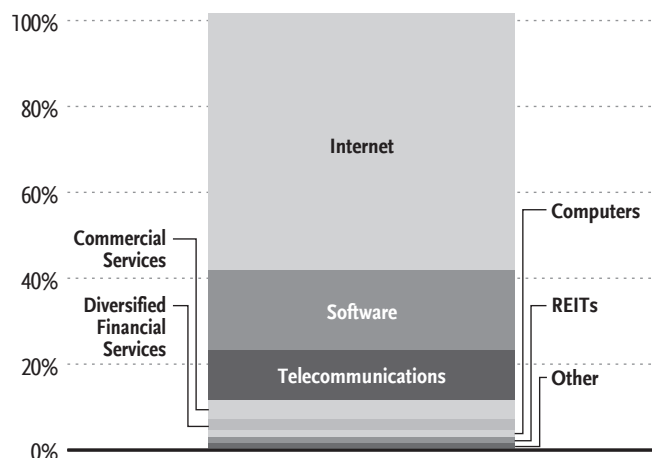 100%
80%
60%
40%
20%
0%
Internet
Software
Telecommunications
Commercial
Services
Diversified
Financial
Services
Computers
REITs
Other